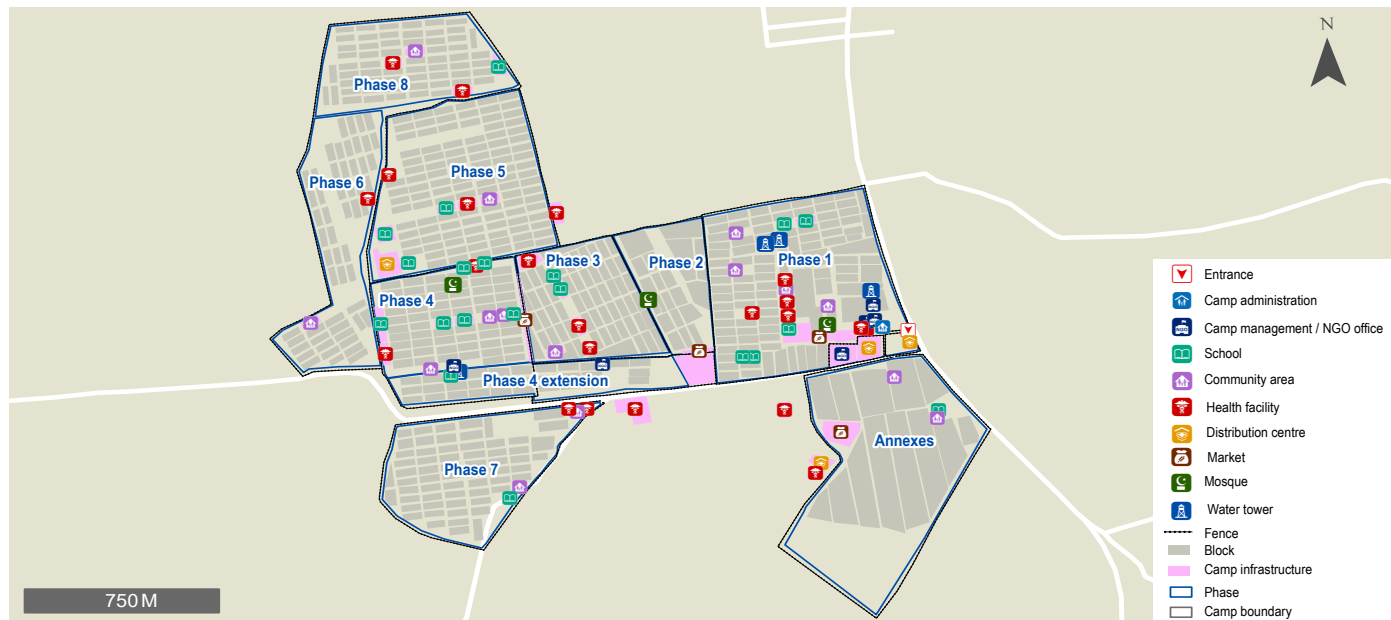 N
Phase 8
Phase 5
Phase 6
Phase 3
Phase 2
Phase 1
Phase 4
Phase 4 extension
Phase 7
Annexes
750 M
Entrance
Camp administration
NGO
Camp management / NGO office
School
Community area
Health facility
Distribution centre
Market
Mosque
Water tower
Fence
Block
Camp infrastructure
Phase
Camp boundary